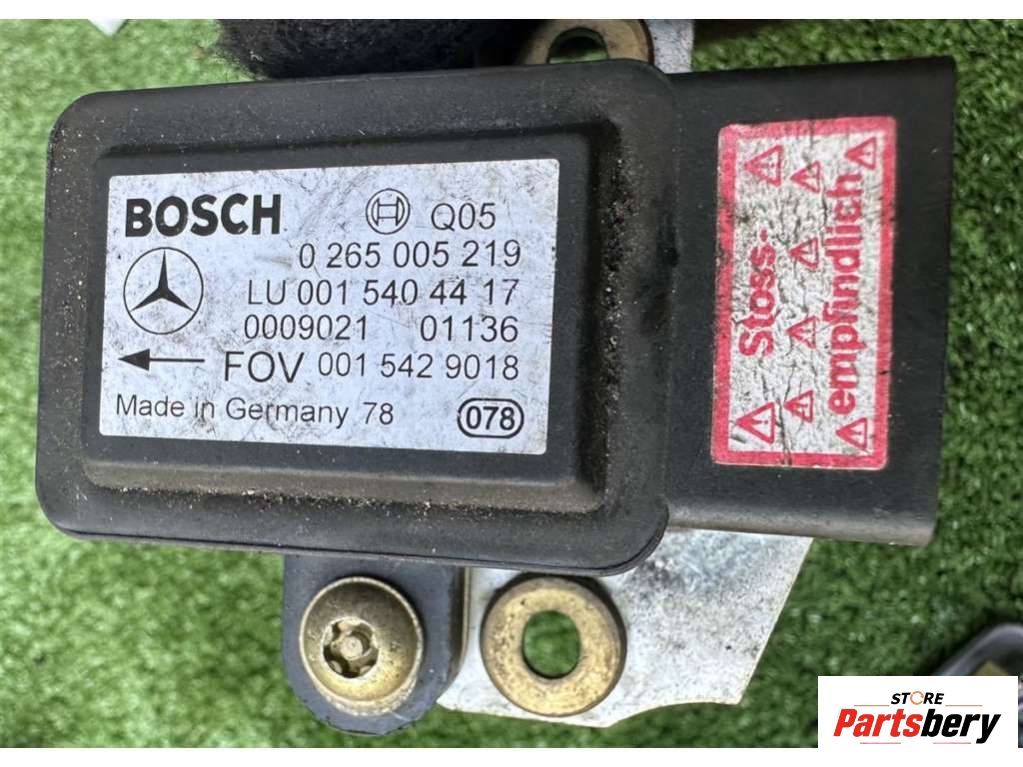 BOSCH Q05
0 265 005 219
LU 001 540 44 17
0009021 01136
FOV 001 542 9018
Made in Germany 78
078
Stoss-
empfindlich
STORE
Partsbery